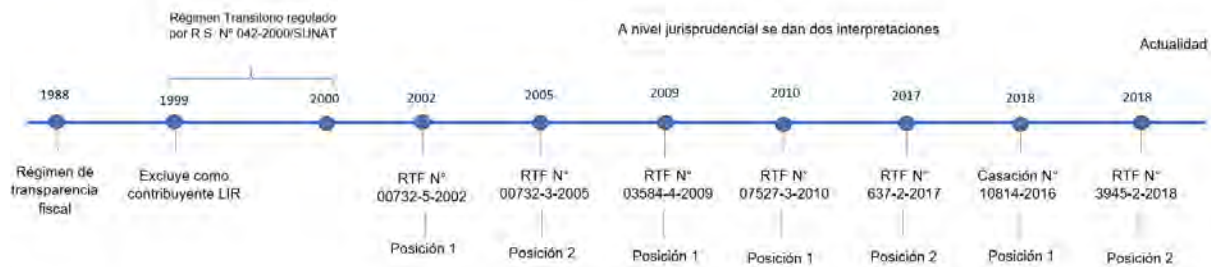 Régimen Transitorio regulado
por R.S. N° 042-2000/SUNAT
A nivel jurisprudencial se dan dos interpretaciones
Actualidad
1988
1999
2000
2002
2005
2009
2010
2017
2018
2018
Régimen de
transparencia
fiscal
Excluye como
contribuyente LIR
RTF N°
00732-5-2002
Posición 1
RTF N°
00732-3-2005
Posición 2
RTF N°
03584-4-2009
Posición 1
RTF N°
07527-3-2010
Posición 1
RTF N°
637-2-2017
Posición 2
Casación N°
10814-2016
Posición 1
RTF N°
3945-2-2018
Posición 2